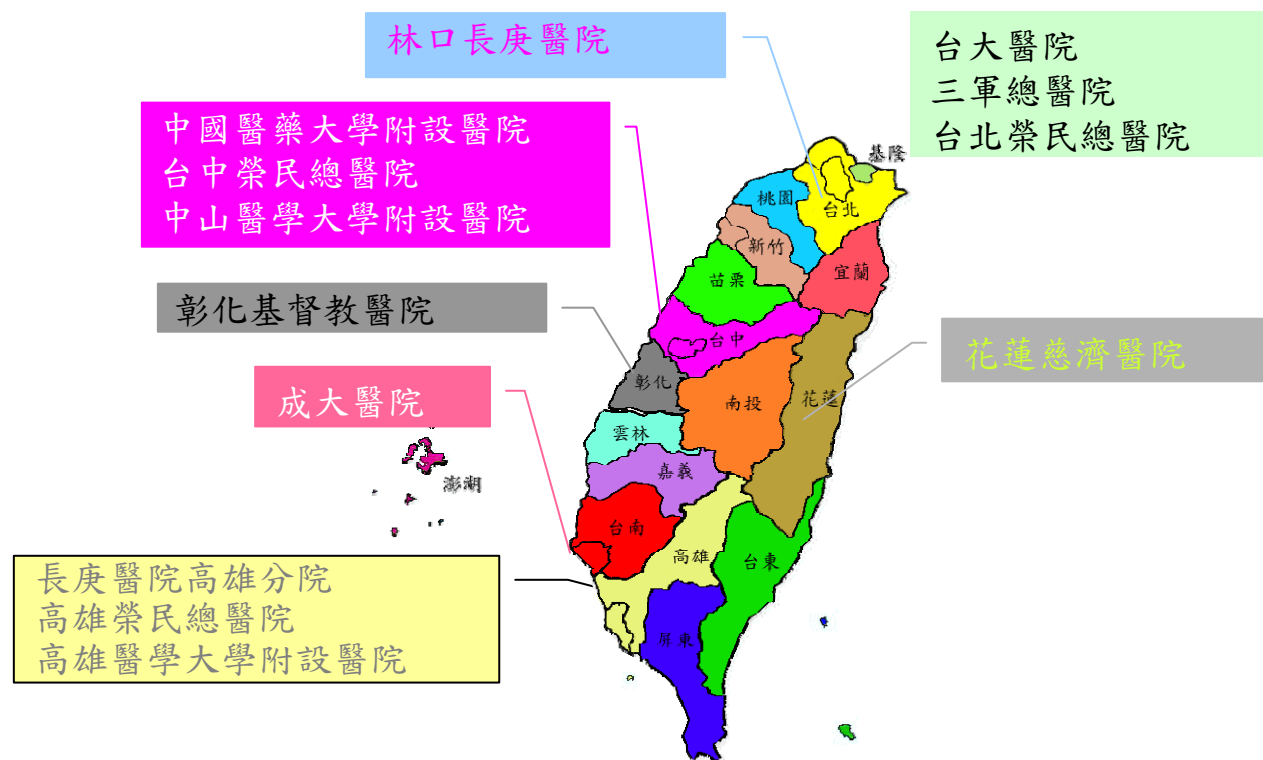 林口長庚醫院
台大醫院
三軍總醫院
台北榮民總醫院
中國醫藥大學附設醫院
台中榮民總醫院
中山醫學大學附設醫院
彰化基督教醫院
花蓮慈濟醫院
成大醫院
長庚醫院高雄分院
高雄榮民總醫院
高雄醫學大學附設醫院
基隆
桃園
台北
新竹
宜蘭
苗栗
台中
彰化
南投
花蓮
雲林
嘉義
澎湖
台南
高雄
台東
屏東